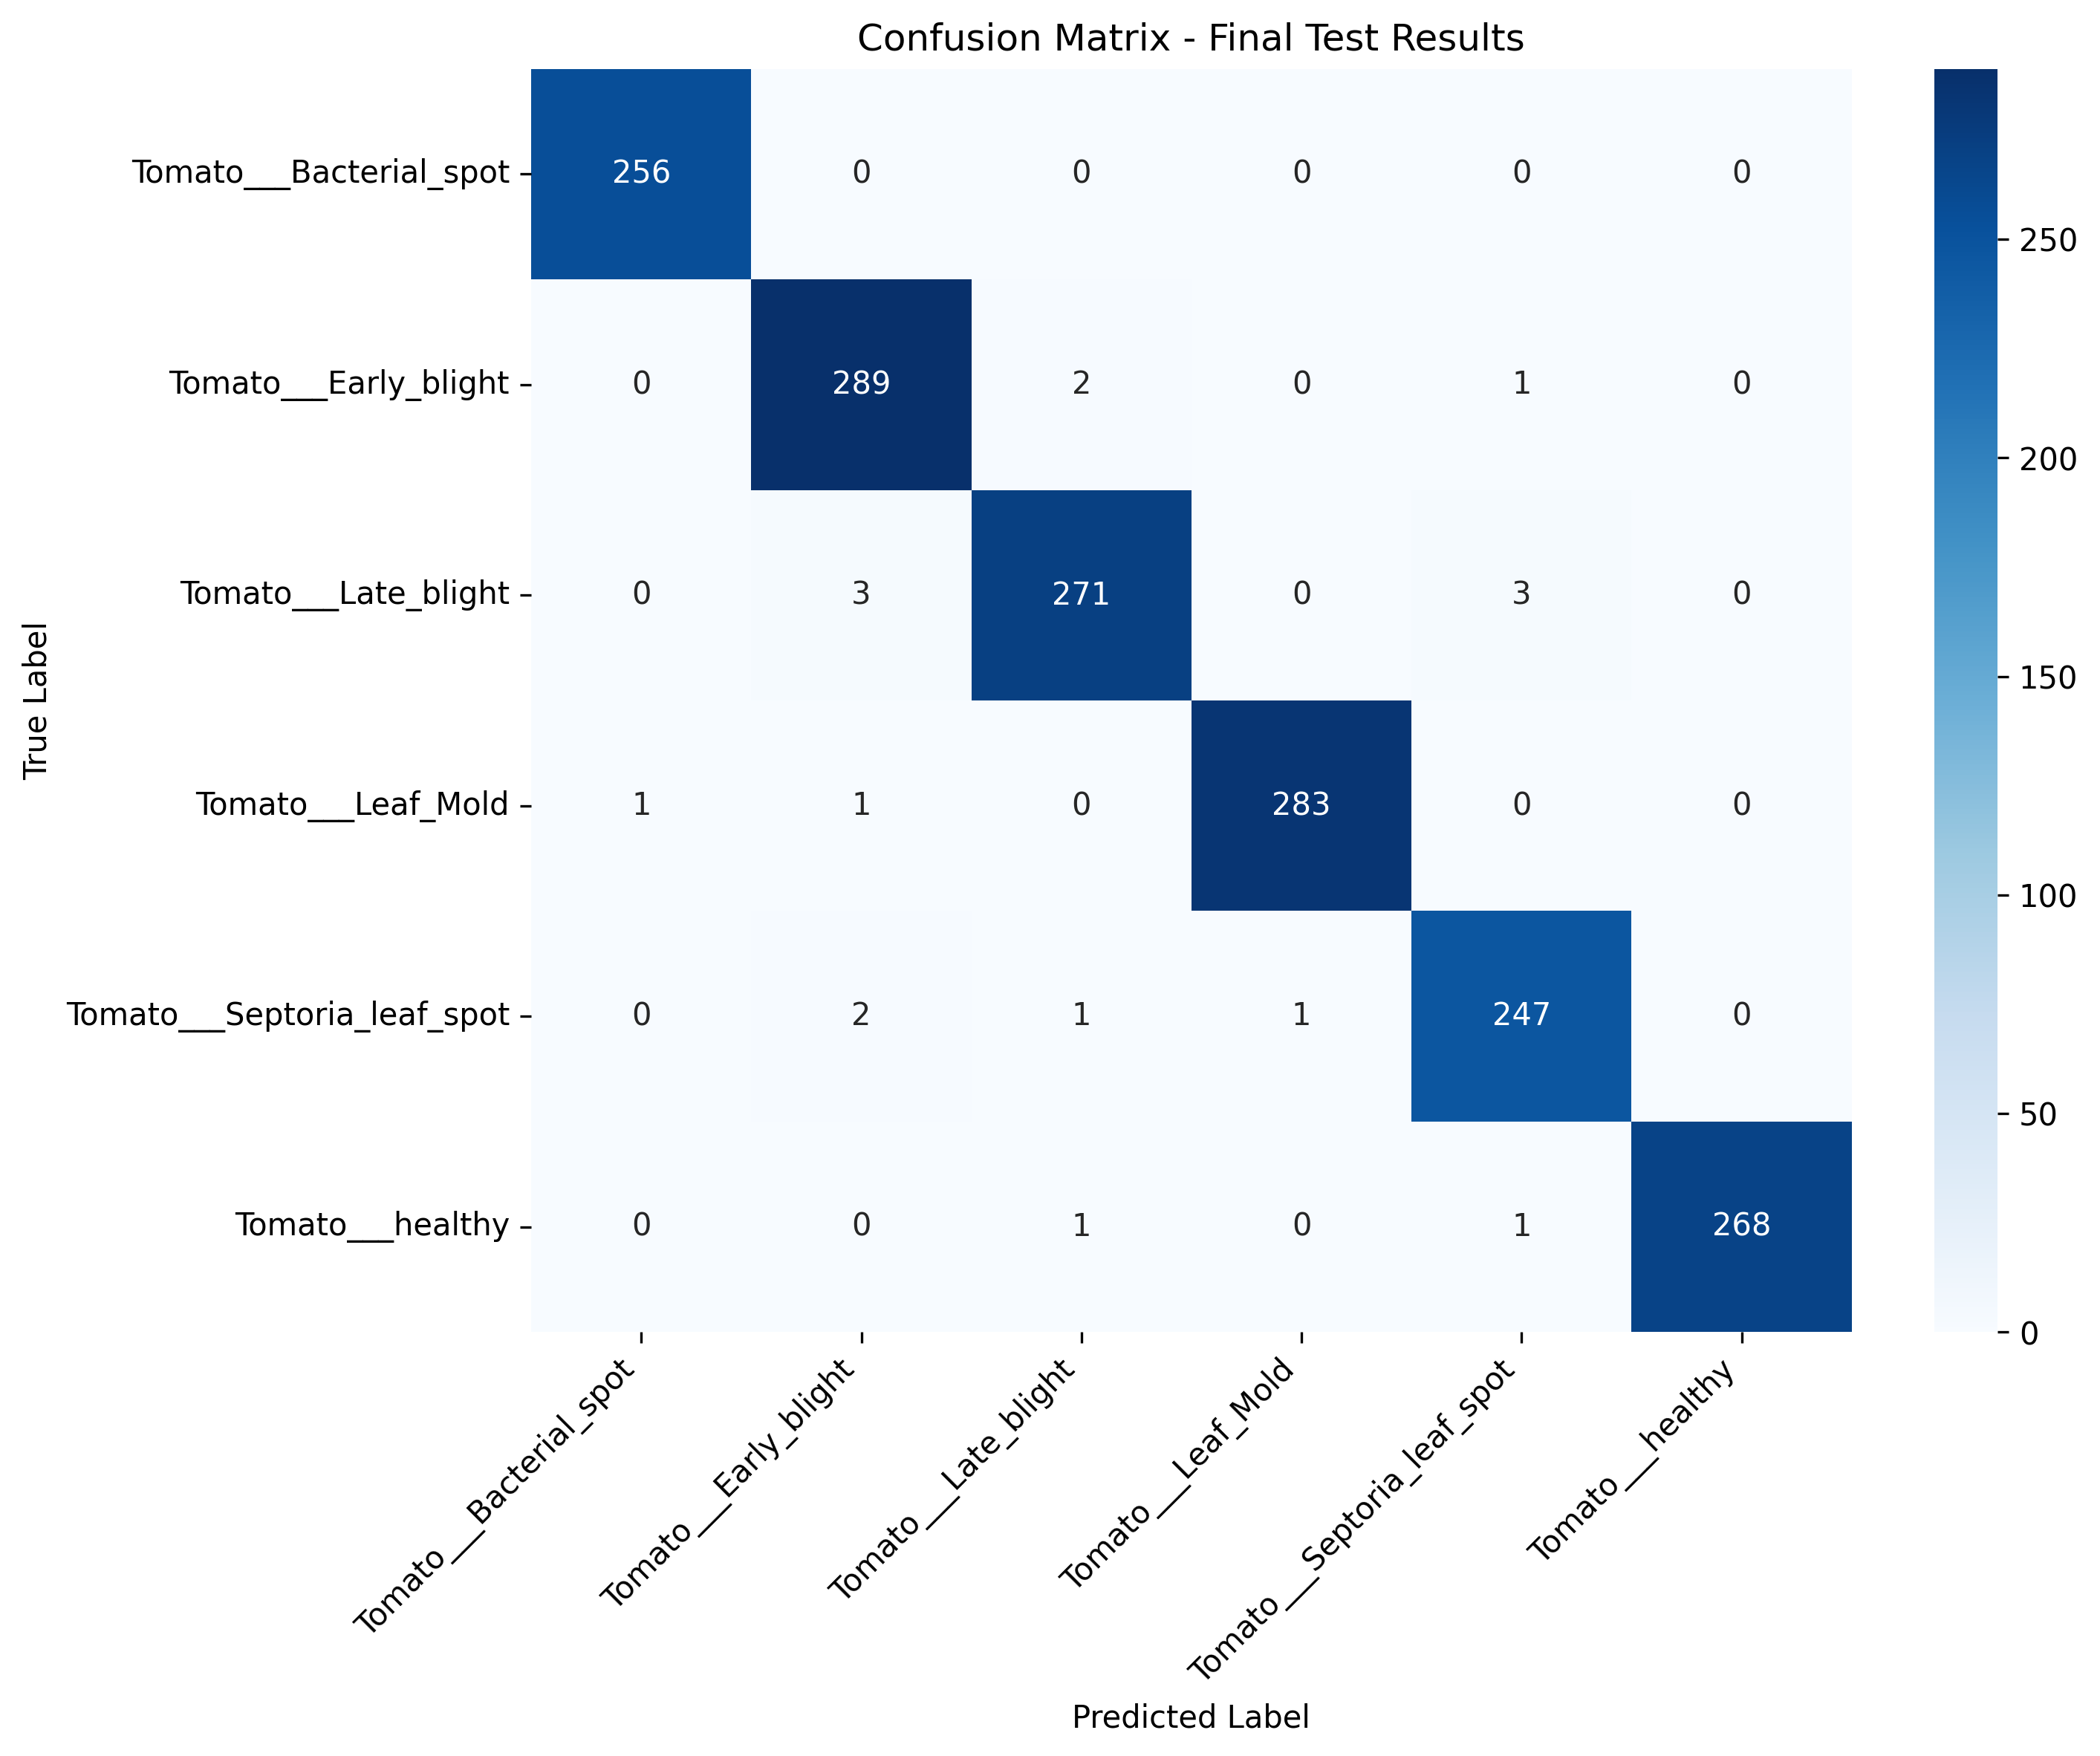 Confusion Matrix - Final Test Results
True Label
Tomato___Bacterial_spot 256 0 0 0 0 0
Tomato___Early_blight 0 289 2 0 1 0
Tomato___Late_blight 0 3 271 0 3 0
Tomato___Leaf_Mold 1 1 0 283 0 0
Tomato___Septoria_leaf_spot 0 2 1 1 247 0
Tomato___healthy 0 0 1 0 1 268
Tomato___Bacterial_spot
Tomato___Early_blight
Tomato___Late_blight
Tomato___Leaf_Mold
Tomato___Septoria_leaf_spot
Tomato___healthy
Predicted Label
250
200
150
100
50
0